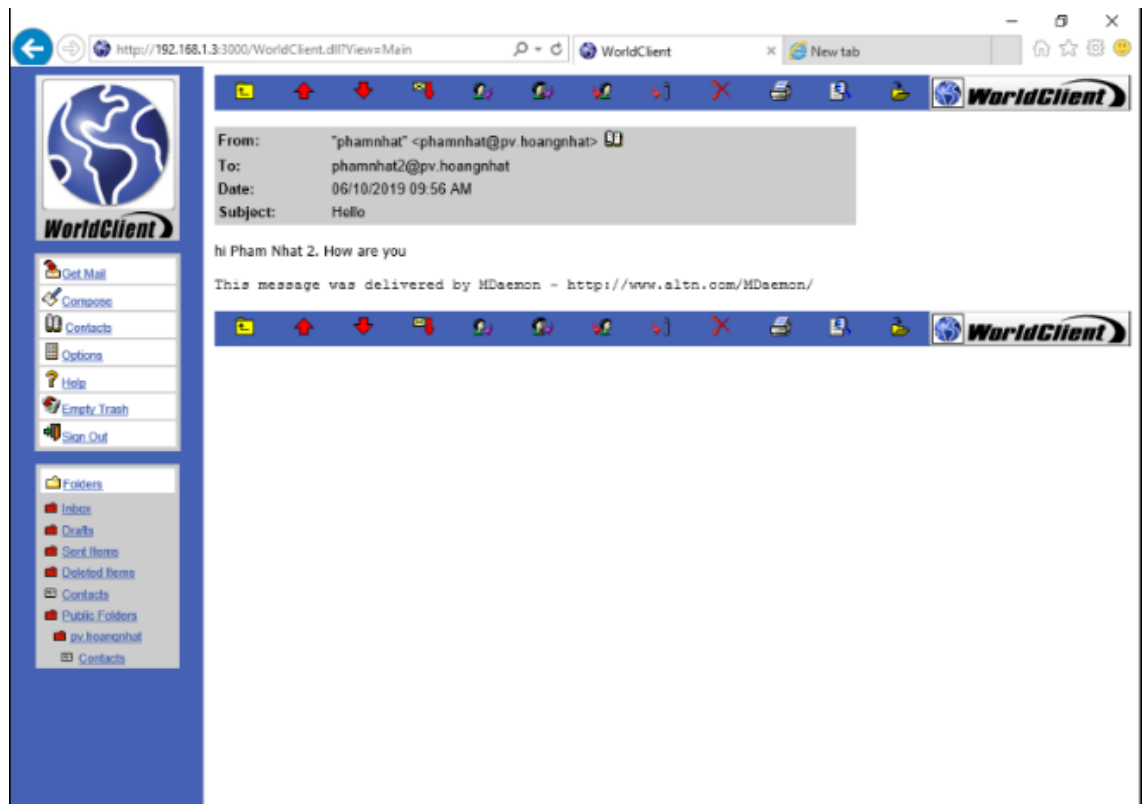 http://192.168.1.3:3000/WorldClient.dll?View=Main
WorldClient
New tab
WorldClient
From: "phamnhat" <phamnhat@pv.hoangnhat>
To: phamnhat2@pv.hoangnhat
Date: 06/10/2019 09:56 AM
Subject: Hello
WorldClient
hi Pham Nhat 2. How are you
This message was delivered by MDaemon - http://www.altn.com/MDaemon/
WorldClient
Get Mail
Compose
Contacts
Options
Help
Empty Trash
Sign Out
Folders
Inbox
Drafts
Sent Items
Deleted Items
Contacts
Public Folders
pv.hoangnhat
Contacts